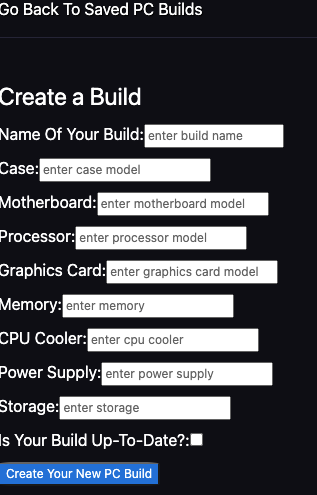 Go Back To Saved PC Builds
Create a Build
Name Of Your Build: enter build name
Case: enter case model
Motherboard: enter motherboard model
Processor: enter processor model
Graphics Card: enter graphics card model
Memory: enter memory
CPU Cooler: enter cpu cooler
Power Supply: enter power supply
Storage: enter storage
Is Your Build Up-To-Date?:
Create Your New PC Build